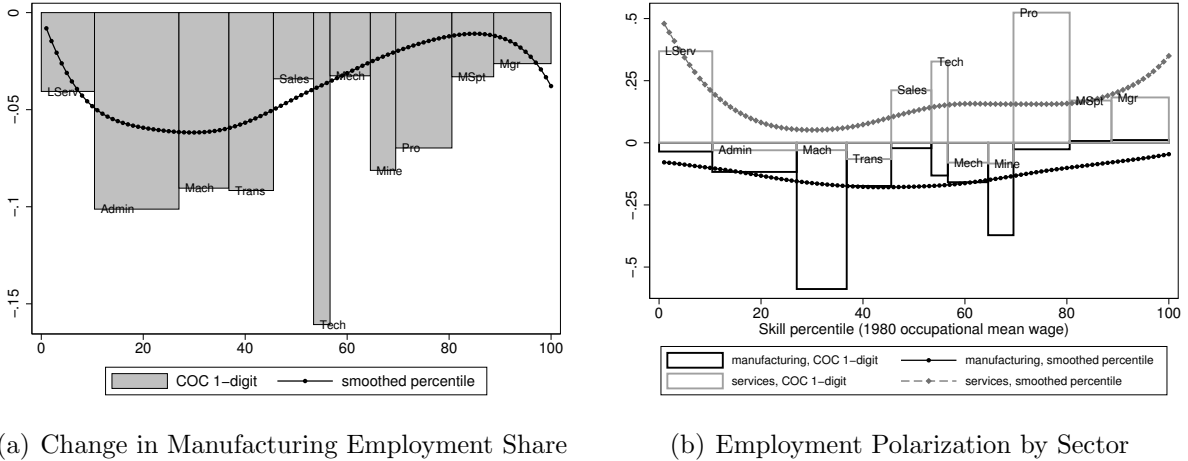 0
−.05
−.1
−.15
LServ
Admin
Mach
Trans
Sales
Tech
Mech
Mine
Pro
MSpt
Mgr
0 20 40 60 80 100
COC 1−digit smoothed percentile
(a) Change in Manufacturing Employment Share
.5
.25
0
−.25
−.5
LServ
Admin
Mach
Trans
Sales
Tech
Mech
Mine
Pro
MSpt
Mgr
0 20 40 60 80 100
Skill percentile (1980 occupational mean wage)
manufacturing, COC 1−digit manufacturing, smoothed percentile
services, COC 1−digit services, smoothed percentile
(b) Employment Polarization by Sector